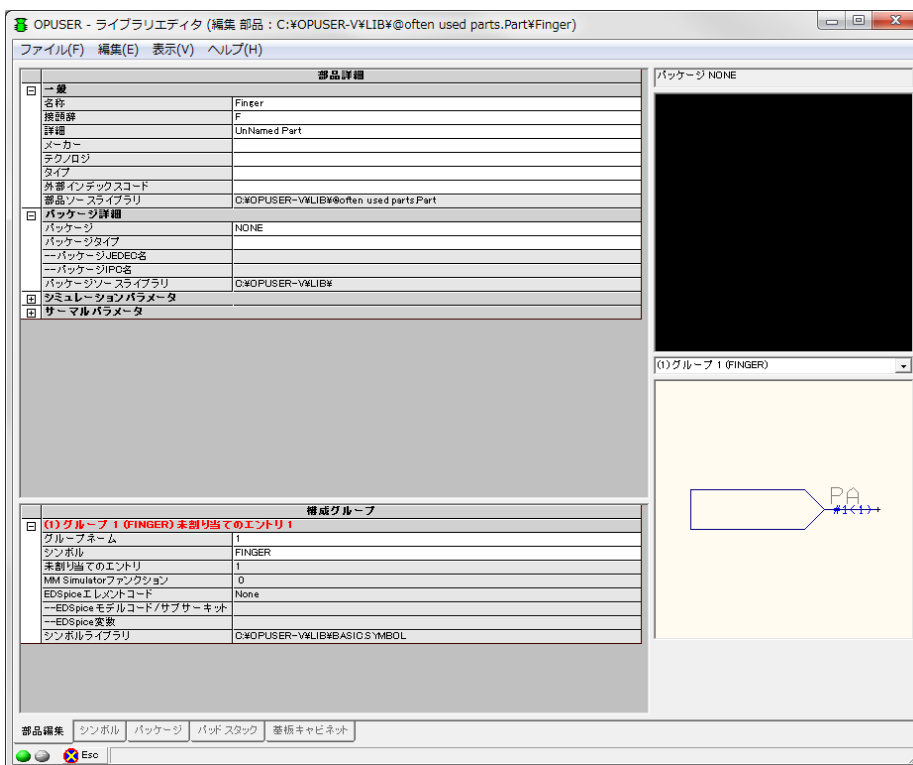 OPUSER - ライブラリエディタ (編集 部品 : C:¥OPUSER-V¥LIB¥@often used parts.Part¥Finger)
ファイル(F) 編集(E) 表示(V) ヘルプ(H)
部品詳細
一般
名称 Finger
接頭辞 F
詳細 UnNamed Part
メーカー
テクノロジ
タイプ
外部インデックスコード
部品ソースライブラリ C:¥OPUSER-V¥LIB¥@often used parts.Part
パッケージ詳細
パッケージ NONE
パッケージタイプ
--パッケージJEDEC名
--パッケージIPC名
パッケージソースライブラリ C:¥OPUSER-V¥LIB¥
シミュレーションパラメータ
サーマルパラメータ
パッケージ NONE
(1)グループ 1 (FINGER)
PA
#1(1)+
構成グループ
(1)グループ 1 (FINGER) 未割り当てのエントリ 1
グループネーム 1
シンボル FINGER
未割り当てのエントリ 1
MM Simulatorファンクション 0
EDSpiceエレメントコード None
--EDSpiceモデルコード/サブサーキット
--EDSpice変数
シンボルライブラリ C:¥OPUSER-V¥LIB¥BASIC.SYMBOL
部品編集 シンボル パッケージ パッド スタック 基板キャビネット
Esc